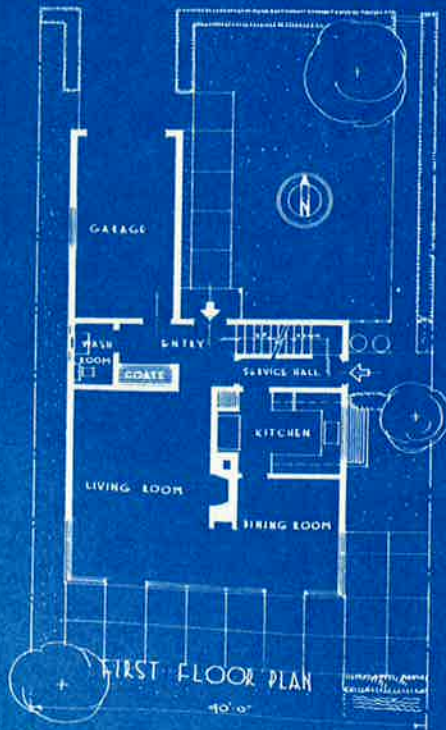 GARAGE
N
WASH
ROOM
ENTRY
COATS
SERVICE HALL
KITCHEN
LIVING ROOM
DINING ROOM
FIRST FLOOR PLAN
40'-0"